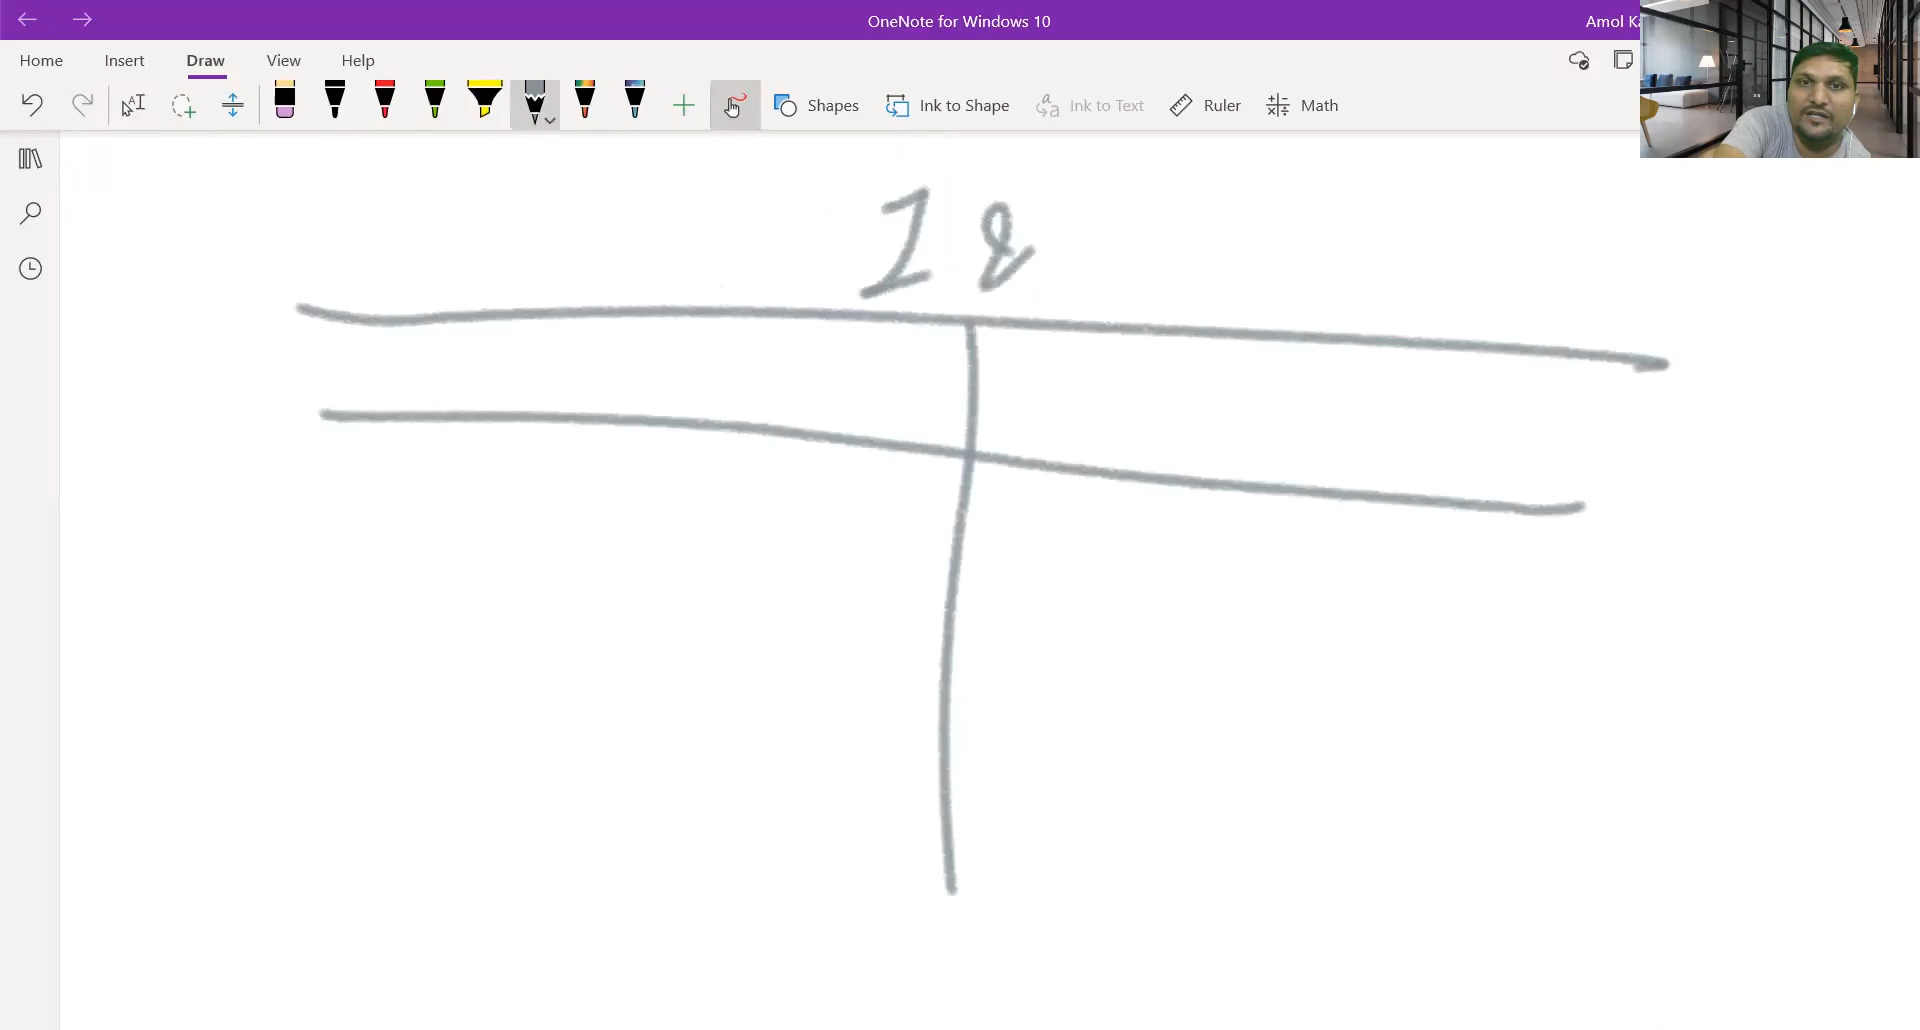 OneNote for Windows 10
Amol Ka
Home Insert Draw View Help
Shapes Ink to Shape Ink to Text Ruler Math
I &